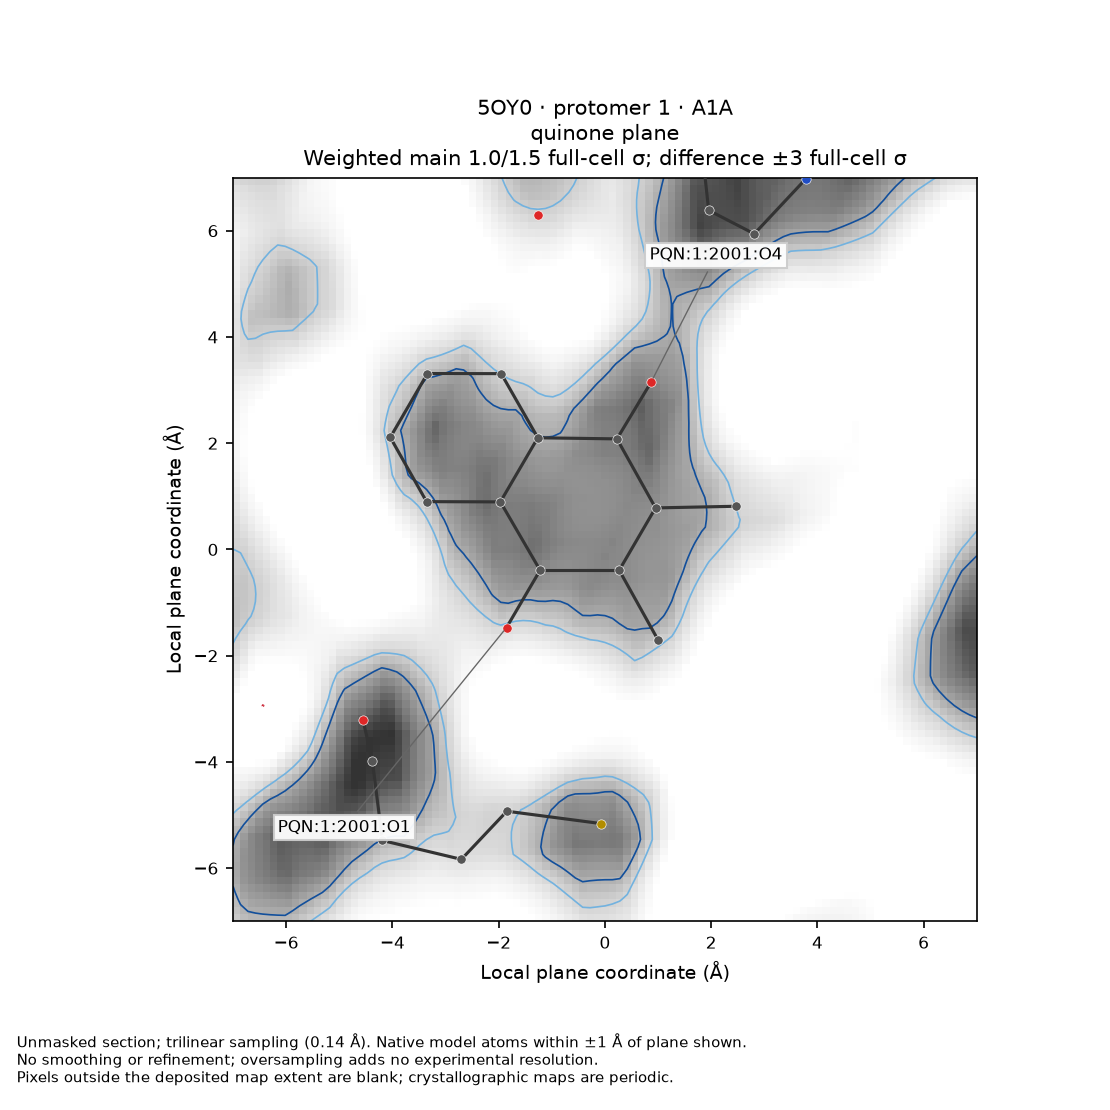 5OY0 · protomer 1 · A1A
quinone plane
Weighted main 1.0/1.5 full-cell σ; difference ±3 full-cell σ
PQN:1:2001:O4
PQN:1:2001:O1
6
4
2
0
−2
−4
−6
Local plane coordinate (Å)
−6 −4 −2 0 2 4 6
Local plane coordinate (Å)
Unmasked section; trilinear sampling (0.14 Å). Native model atoms within ±1 Å of plane shown.
No smoothing or refinement; oversampling adds no experimental resolution.
Pixels outside the deposited map extent are blank; crystallographic maps are periodic.